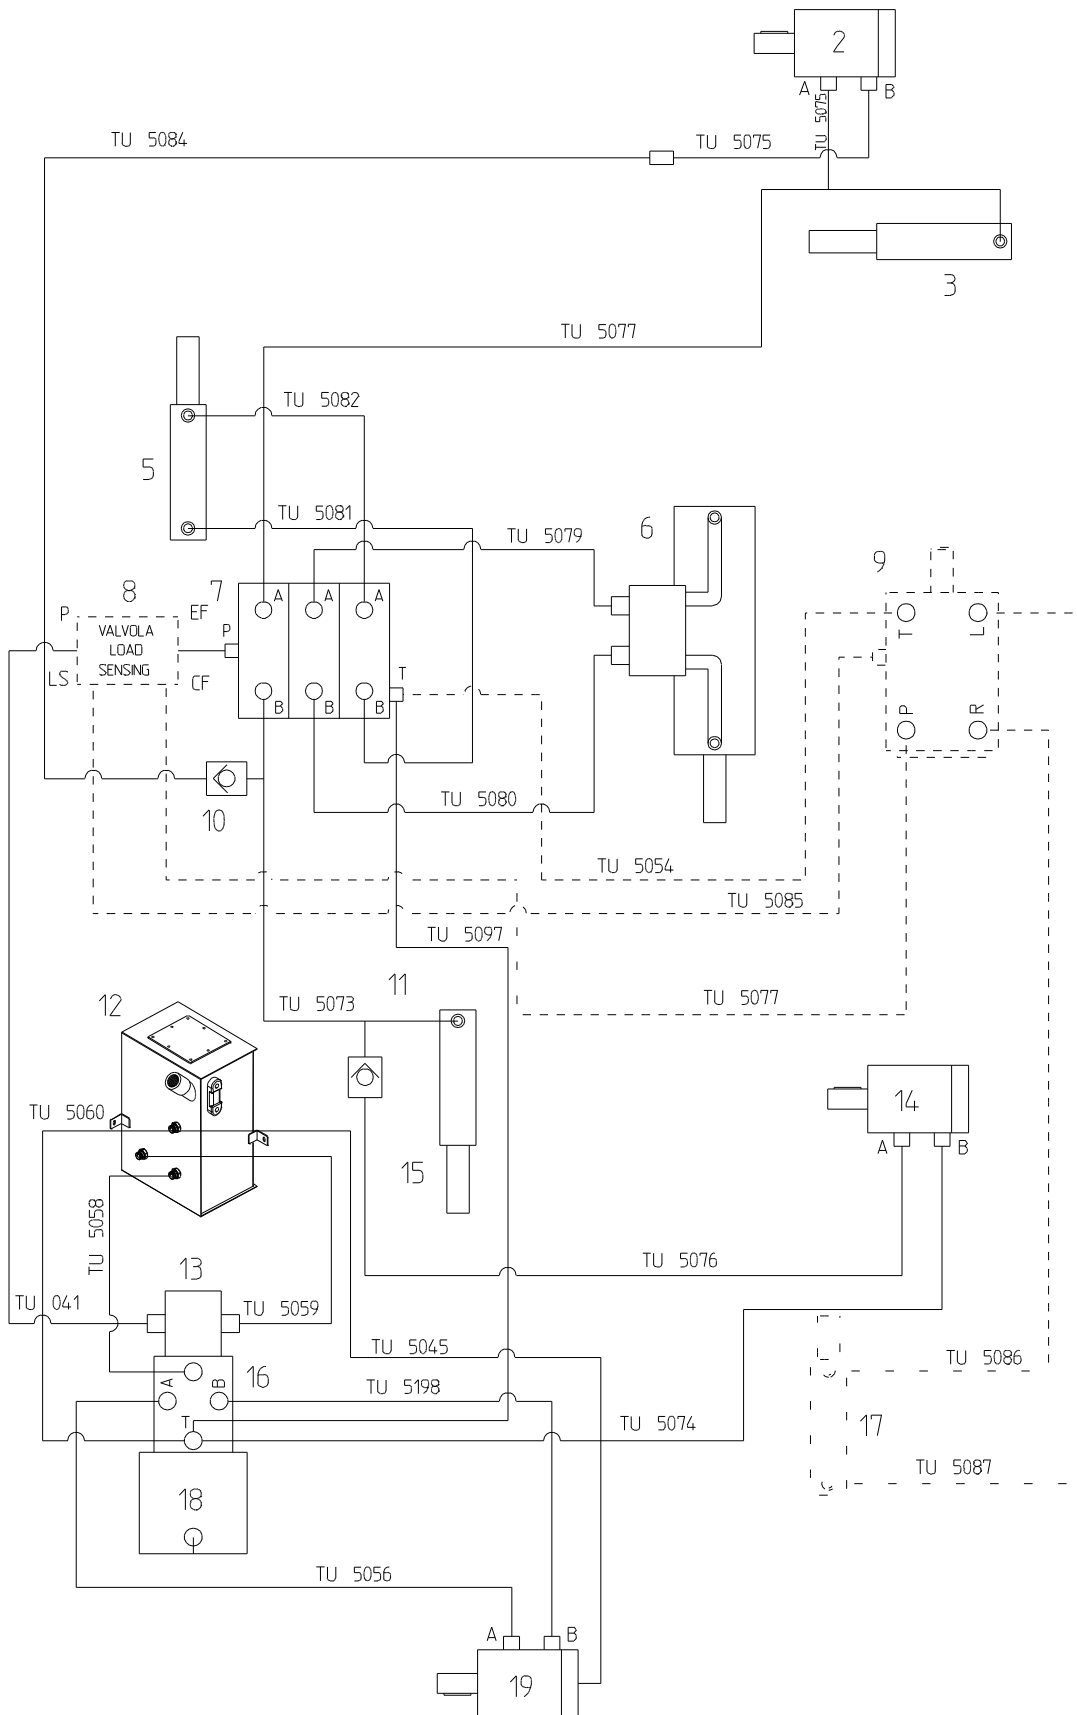 2
A
B
TU 5075
TU 5084
TU 5075
3
TU 5077
TU 5082
5
TU 5081
TU 5079
6
9
8
7
P
EF
A
A
A
T
L
VALVOLA
LOAD
SENSING
P
LS
CF
T
B
B
B
P
R
10
TU 5080
TU 5054
TU 5085
TU 5097
11
TU 5073
TU 5077
12
14
TU 5060
A
B
15
TU 5058
13
TU 5076
TU 041
TU 5059
TU 5045
TU 5086
16
A
B
TU 5198
T
TU 5074
17
TU 5087
18
TU 5056
A
B
19